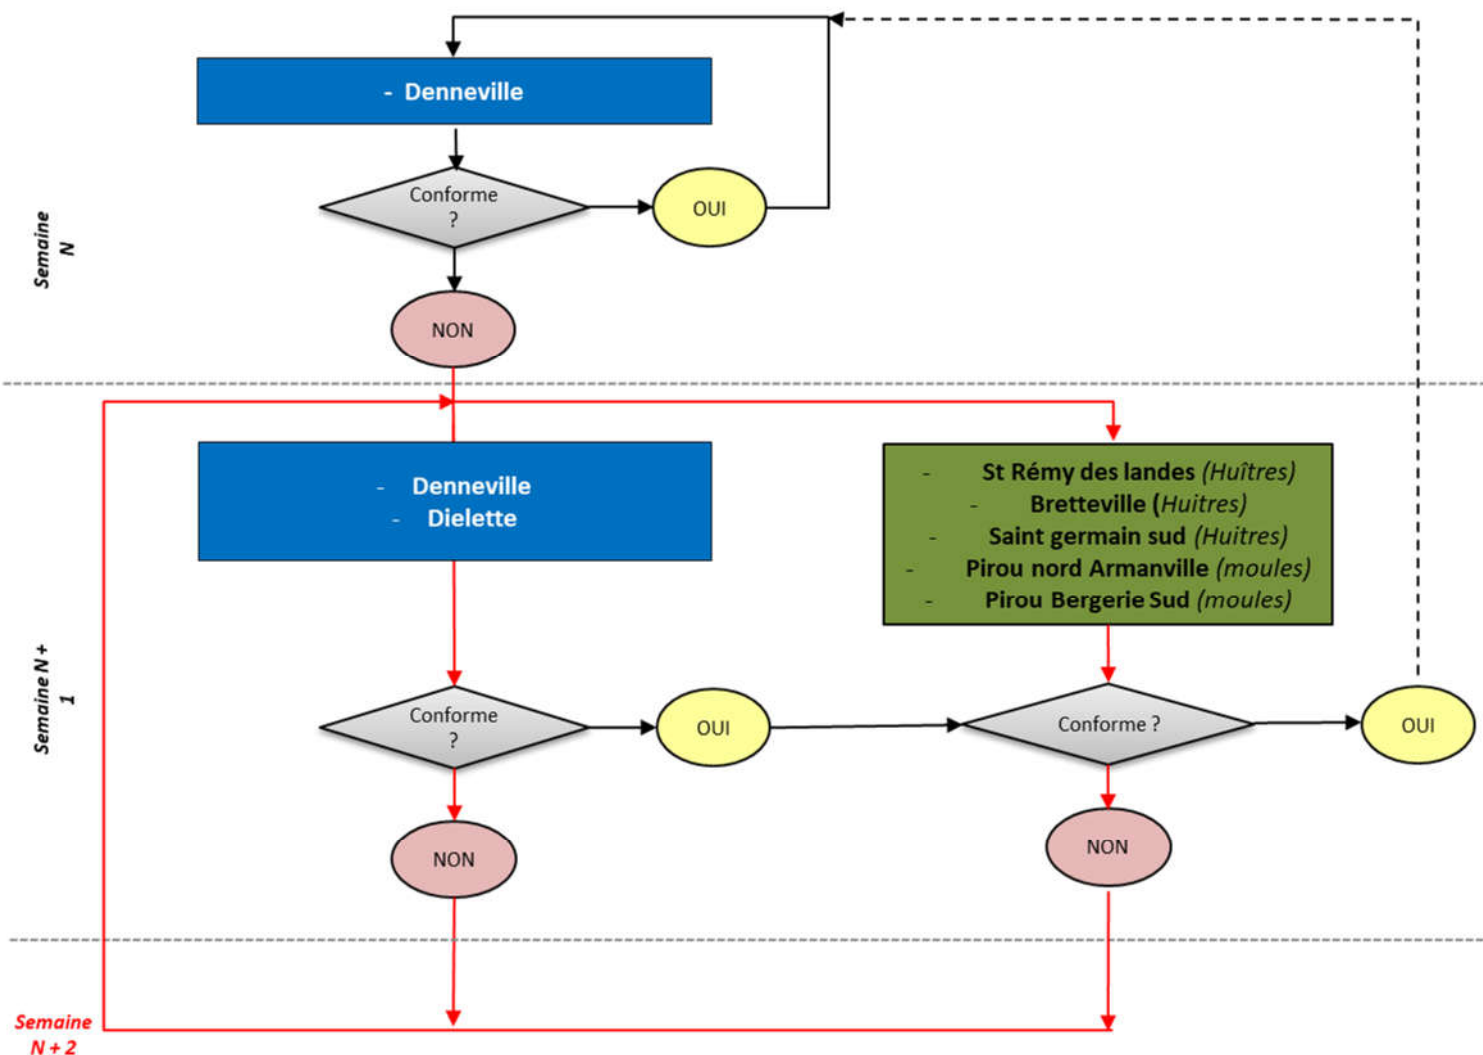 - Denneville
Conforme
?
OUI
Semaine
N
NON
- Denneville
- Dielette
- St Rémy des landes (Huîtres)
- Bretteville (Huitres)
- Saint germain sud (Huitres)
- Pirou nord Armanville (moules)
- Pirou Bergerie Sud (moules)
Semaine N +
1
Conforme
?
OUI
Conforme ?
OUI
NON
NON
Semaine
N + 2